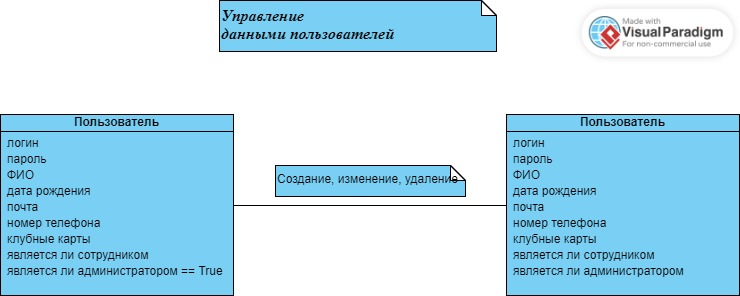 Управление
данными пользователей
Made with
Visual Paradigm
For non-commercial use
Пользователь
логин
пароль
ФИО
дата рождения
почта
номер телефона
клубные карты
является ли сотрудником
является ли администратором == True
Создание, изменение, удаление
Пользователь
логин
пароль
ФИО
дата рождения
почта
номер телефона
клубные карты
является ли сотрудником
является ли администратором